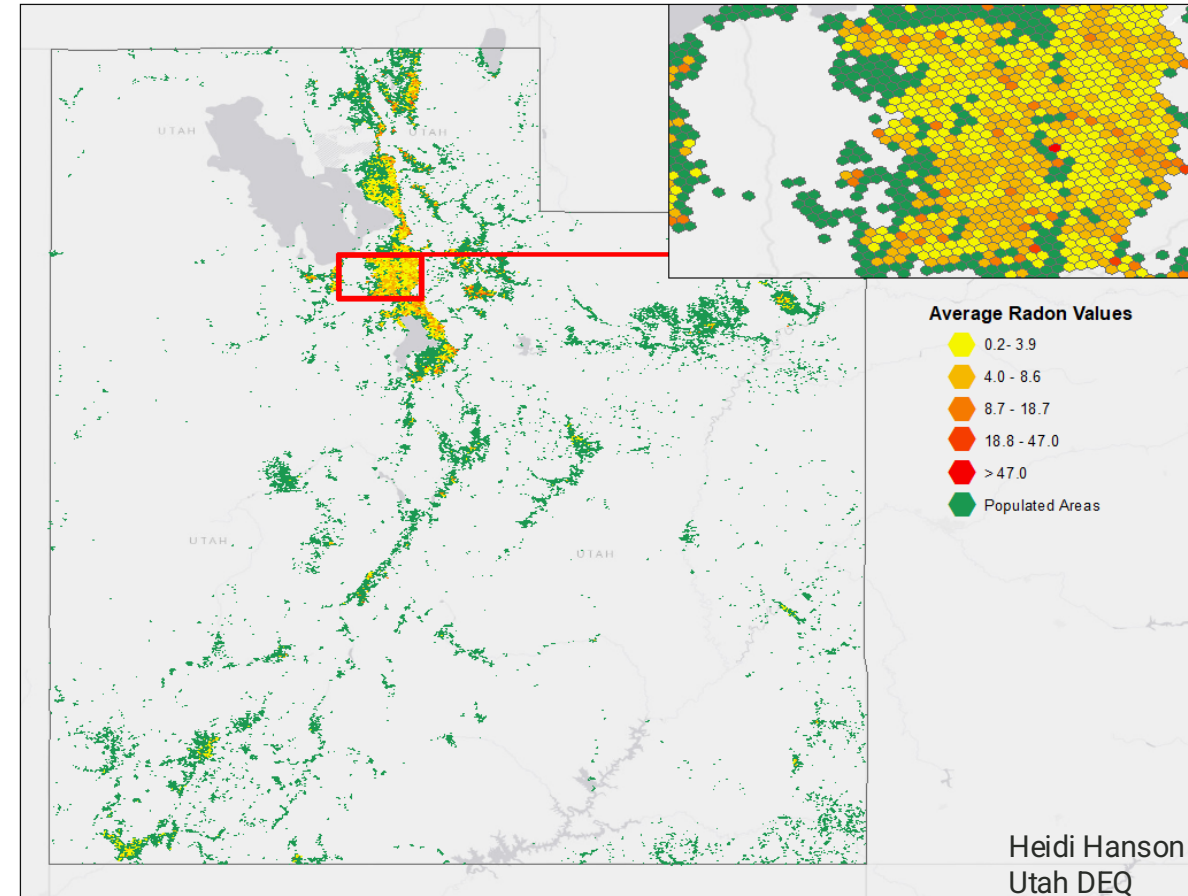 UTAH
UTAH
Average Radon Values
0.2- 3.9
4.0 - 8.6
8.7 - 18.7
18.8 - 47.0
> 47.0
Populated Areas
UTAH
UTAH
Heidi Hanson
Utah DEQ